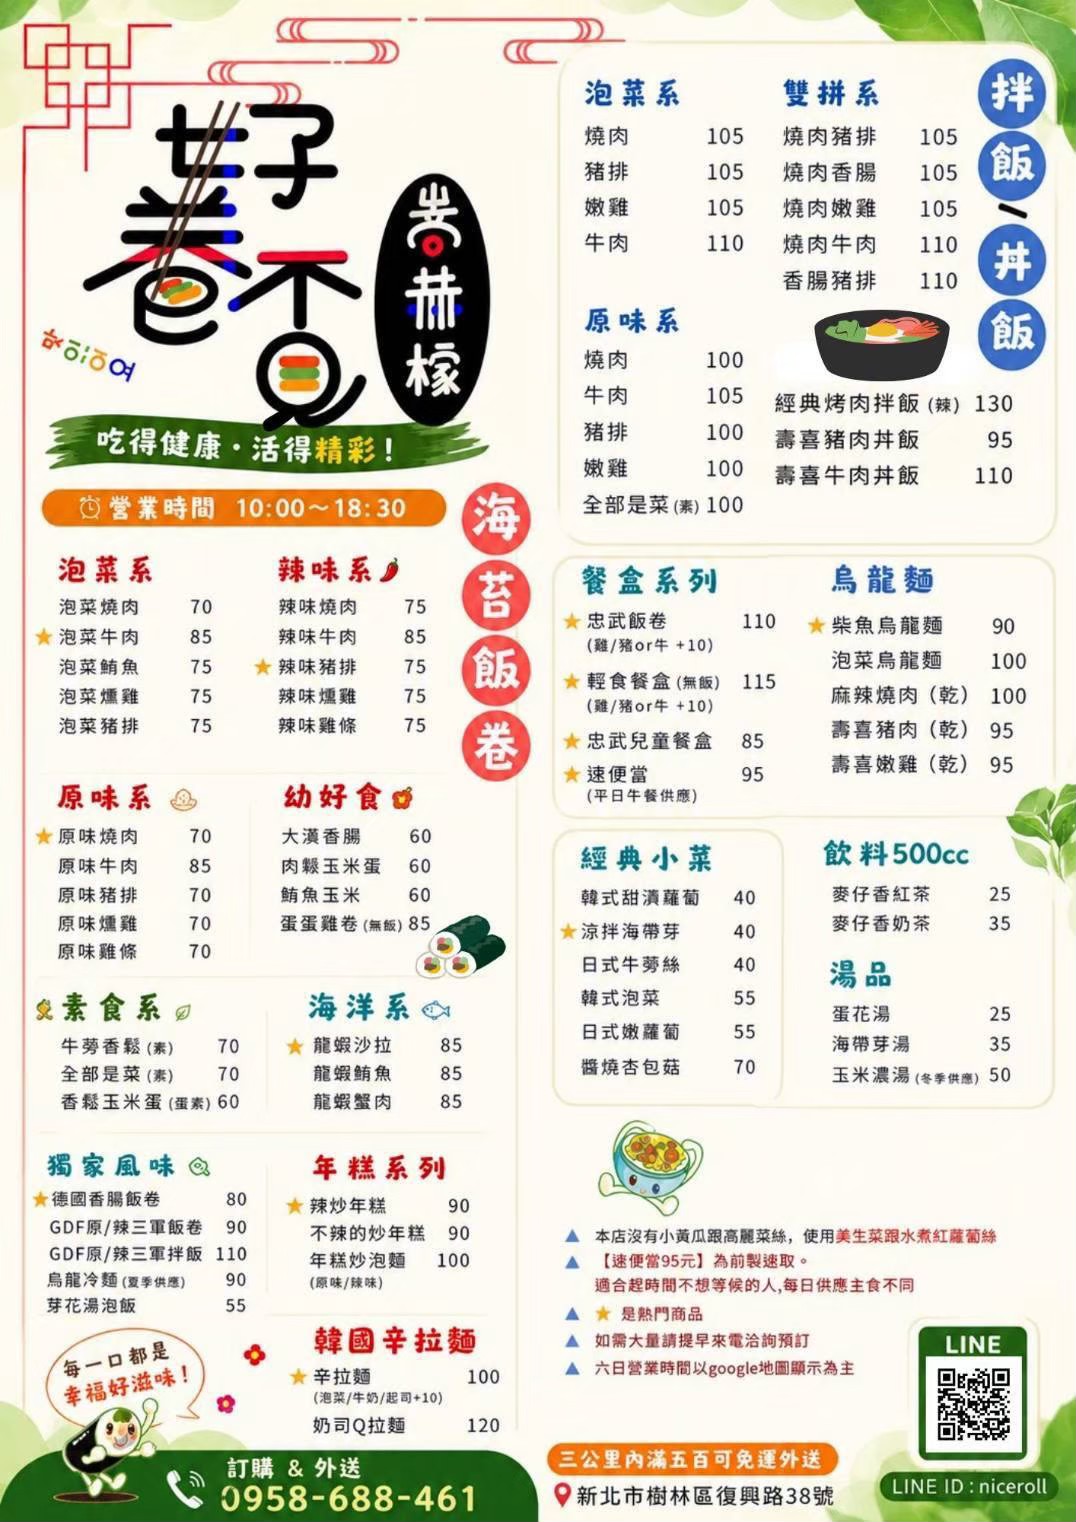 好
捲不昆
부히이여
吃得健康・活得精彩！
營業時間 10:00～18:30
海苔飯卷
泡菜系
泡菜燒肉 70
泡菜牛肉 85
泡菜鮪魚 75
泡菜燻雞 75
泡菜豬排 75
辣味系
辣味燒肉 75
辣味牛肉 85
辣味豬排 75
辣味燻雞 75
辣味雞條 75
原味系
原味燒肉 70
原味牛肉 85
原味豬排 70
原味燻雞 70
原味雞條 70
幼好食
大漢香腸 60
肉鬆玉米蛋 60
鮪魚玉米 60
蛋蛋雞卷(無飯) 85
素食系
牛蒡香鬆(素) 70
全部是菜(素) 70
香鬆玉米蛋(蛋素) 60
海洋系
龍蝦沙拉 85
龍蝦鮪魚 85
龍蝦蟹肉 85
獨家風味
德國香腸飯卷 80
GDF原/辣三軍飯卷 90
GDF原/辣三軍拌飯 110
烏龍冷麵(夏季供應) 90
芽花湯泡飯 55
年糕系列
辣炒年糕 90
不辣的炒年糕 90
年糕炒泡麵 100
(原味/辣味)
韓國辛拉麵
辛拉麵 100
(泡菜/牛奶/起司+10)
奶司Q拉麵 120
每一口都是
幸福好滋味！
訂購 & 外送
0958-688-461
拌飯、丼飯
泡菜系
燒肉 105
豬排 105
嫩雞 105
牛肉 110
雙拼系
燒肉豬排 105
燒肉香腸 105
燒肉嫩雞 105
燒肉牛肉 110
香腸豬排 110
原味系
燒肉 100
牛肉 105
豬排 100
嫩雞 100
全部是菜(素) 100
經典烤肉拌飯(辣) 130
壽喜豬肉丼飯 95
壽喜牛肉丼飯 110
餐盒系列
忠武飯卷 110
(雞/豬or牛 +10)
輕食餐盒(無飯) 115
(雞/豬or牛 +10)
忠武兒童餐盒 85
速便當 95
(平日午餐供應)
烏龍麵
柴魚烏龍麵 90
泡菜烏龍麵 100
麻辣燒肉（乾） 100
壽喜豬肉（乾） 95
壽喜嫩雞（乾） 95
經典小菜
韓式甜漬蘿蔔 40
涼拌海帶芽 40
日式牛蒡絲 40
韓式泡菜 55
日式嫩蘿蔔 55
醬燒杏包菇 70
飲料500cc
麥仔香紅茶 25
麥仔香奶茶 35
湯品
蛋花湯 25
海帶芽湯 35
玉米濃湯(冬季供應) 50
▲ 本店沒有小黃瓜跟高麗菜絲，使用美生菜跟水煮紅蘿蔔絲
▲ 【速便當95元】為前製速取。
適合趕時間不想等候的人,每日供應主食不同
▲ ★ 是熱門商品
▲ 如需大量請提早來電洽詢預訂
▲ 六日營業時間以google地圖顯示為主
LINE
LINE ID：niceroll
三公里內滿五百可免運外送
新北市樹林區復興路38號